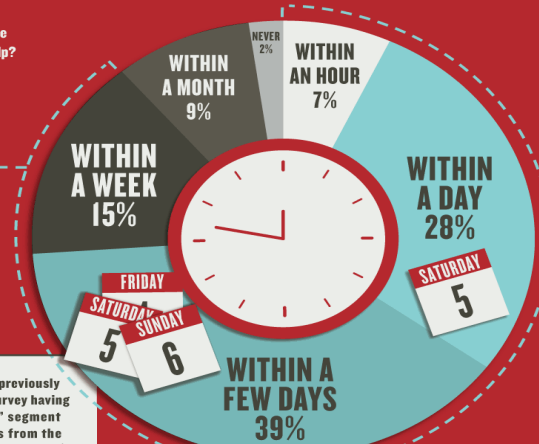 NEVER
2%
WITHIN
AN HOUR
7%
WITHIN
A MONTH
9%
WITHIN
A WEEK
15%
WITHIN
A DAY
28%
SATURDAY
5
FRIDAY
SATURDAY
5
SUNDAY
6
WITHIN A
FEW DAYS
39%
previously
having
segment
from the